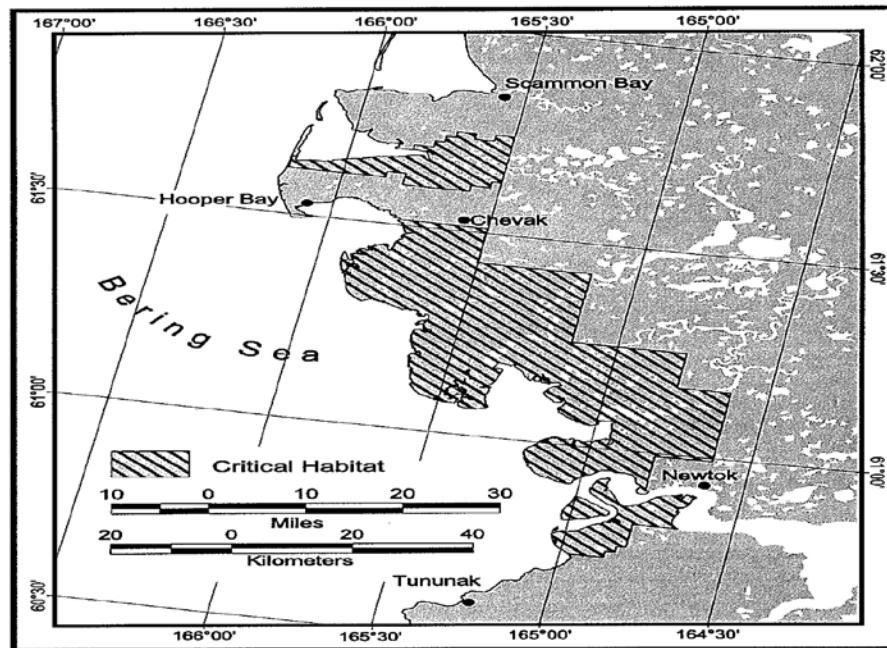 167°00' 166°30' 166°00' 165°30' 165°00'
62°00'
Scammon Bay
61°30'
Hooper Bay
Chevak
61°30'
Bering Sea
61°00'
Critical Habitat
61°00'
Newtok
10 0 10 20 30
Miles
20 0 20 40
Kilometers
Tununak
60°30'
166°00' 165°30' 165°00' 164°30'